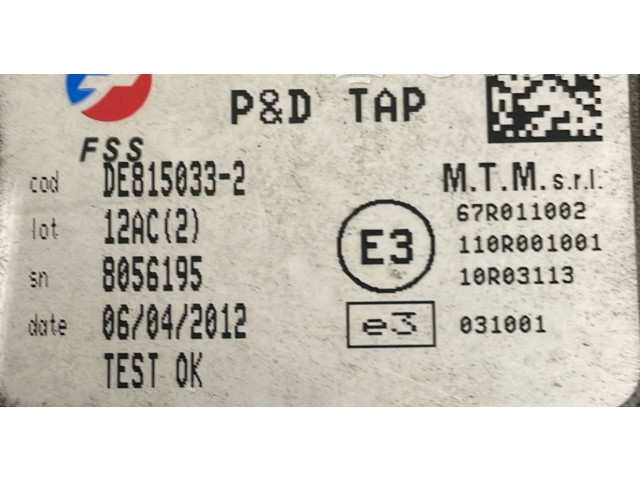 P&D TAP
FSS
cod DE815033-2
lot 12AC(2)
sn 8056195
date 06/04/2012
TEST OK
M.T.M. s.r.l.
67R011002
E3 110R001001
10R03113
e3 031001